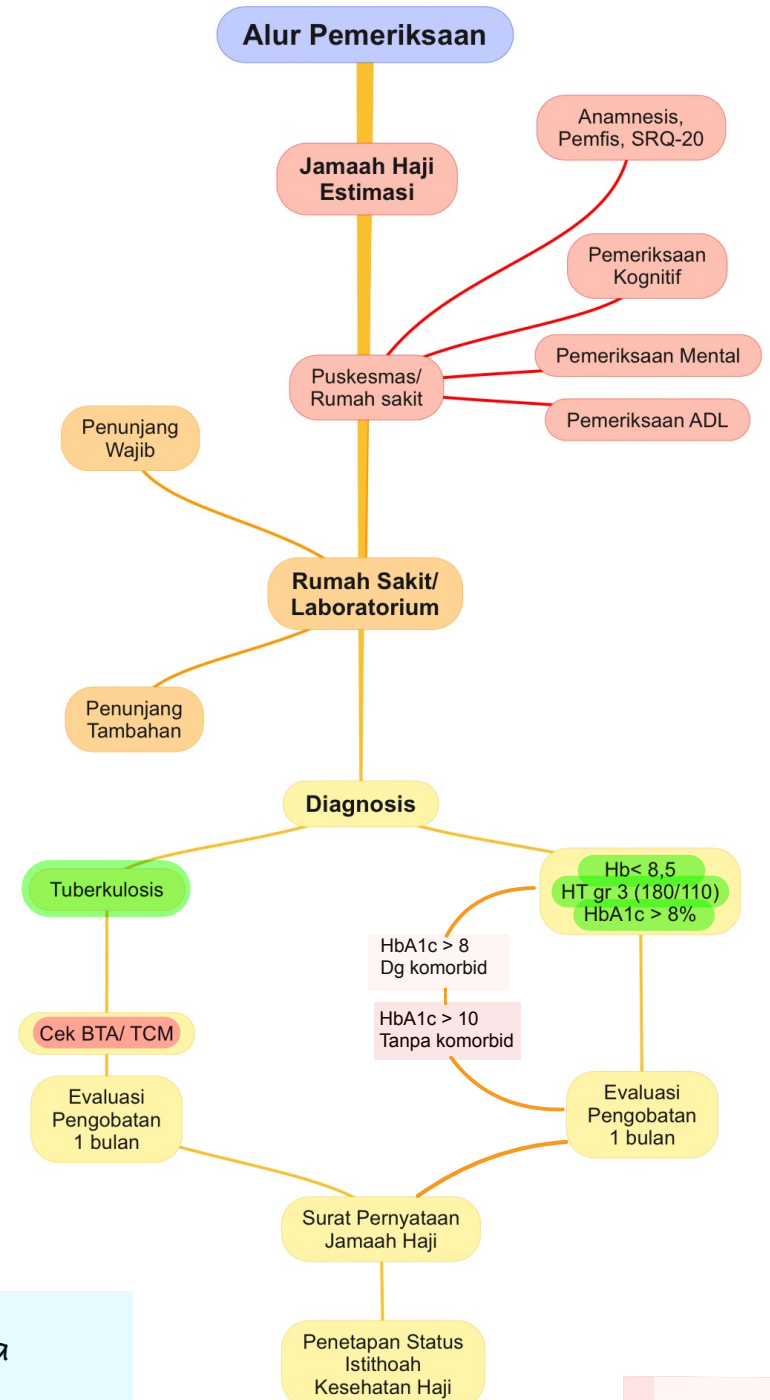 Alur Pemeriksaan
Jamaah Haji
Estimasi
Anamnesis,
Pemfis, SRQ-20
Pemeriksaan
Kognitif
Pemeriksaan Mental
Pemeriksaan ADL
Puskesmas/
Rumah sakit
Penunjang
Wajib
Rumah Sakit/
Laboratorium
Penunjang
Tambahan
Diagnosis
Tuberkulosis
Hb< 8,5
HT gr 3 (180/110)
HbA1c > 8%
HbA1c > 8
Dg komorbid
HbA1c > 10
Tanpa komorbid
Cek BTA/ TCM
Evaluasi
Pengobatan
1 bulan
Evaluasi
Pengobatan
1 bulan
Surat Pernyataan
Jamaah Haji
Penetapan Status
Istithoah
Kesehatan Haji